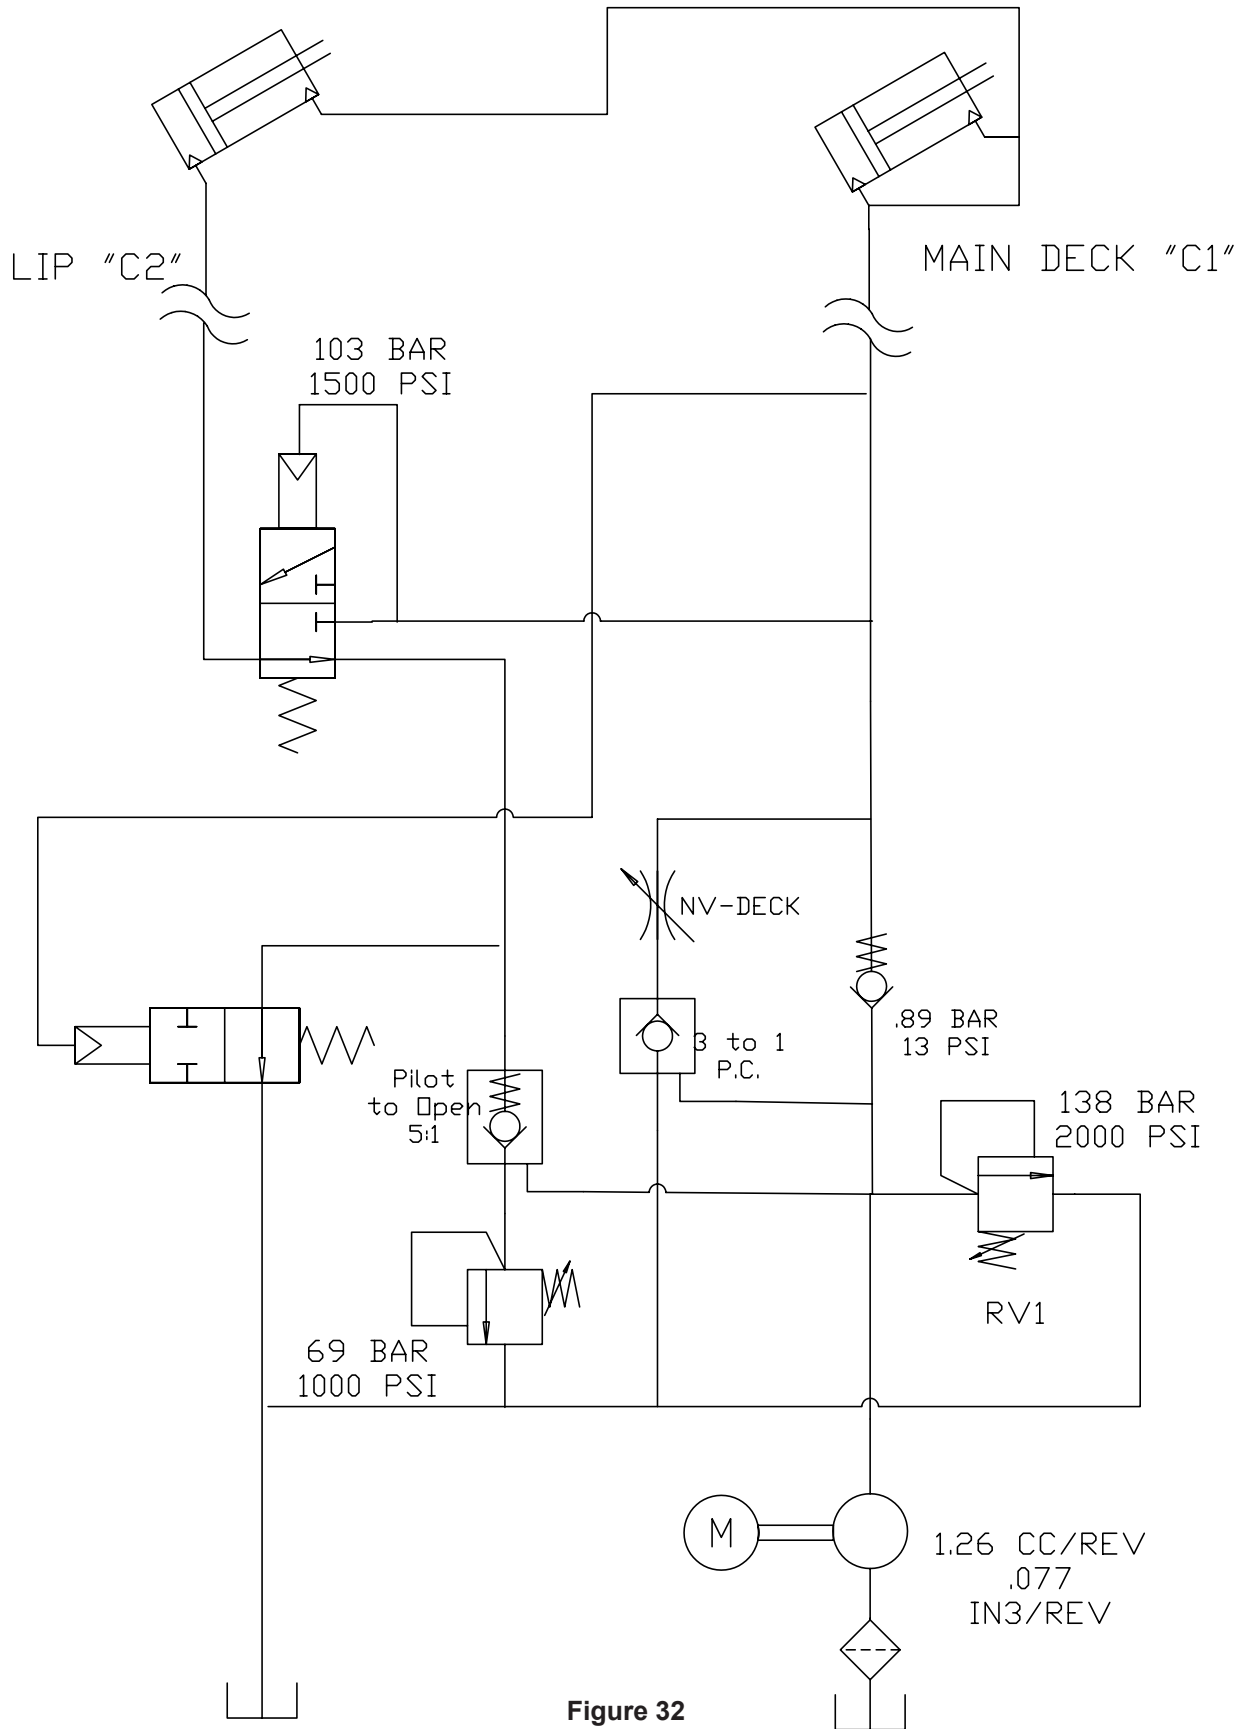 LIP "C2"
MAIN DECK "C1"
103 BAR
1500 PSI
NV-DECK
.89 BAR
13 PSI
3 to 1
P.C.
Pilot
to Open
5:1
138 BAR
2000 PSI
RV1
69 BAR
1000 PSI
M
1.26 CC/REV
.077
IN3/REV
Figure 32